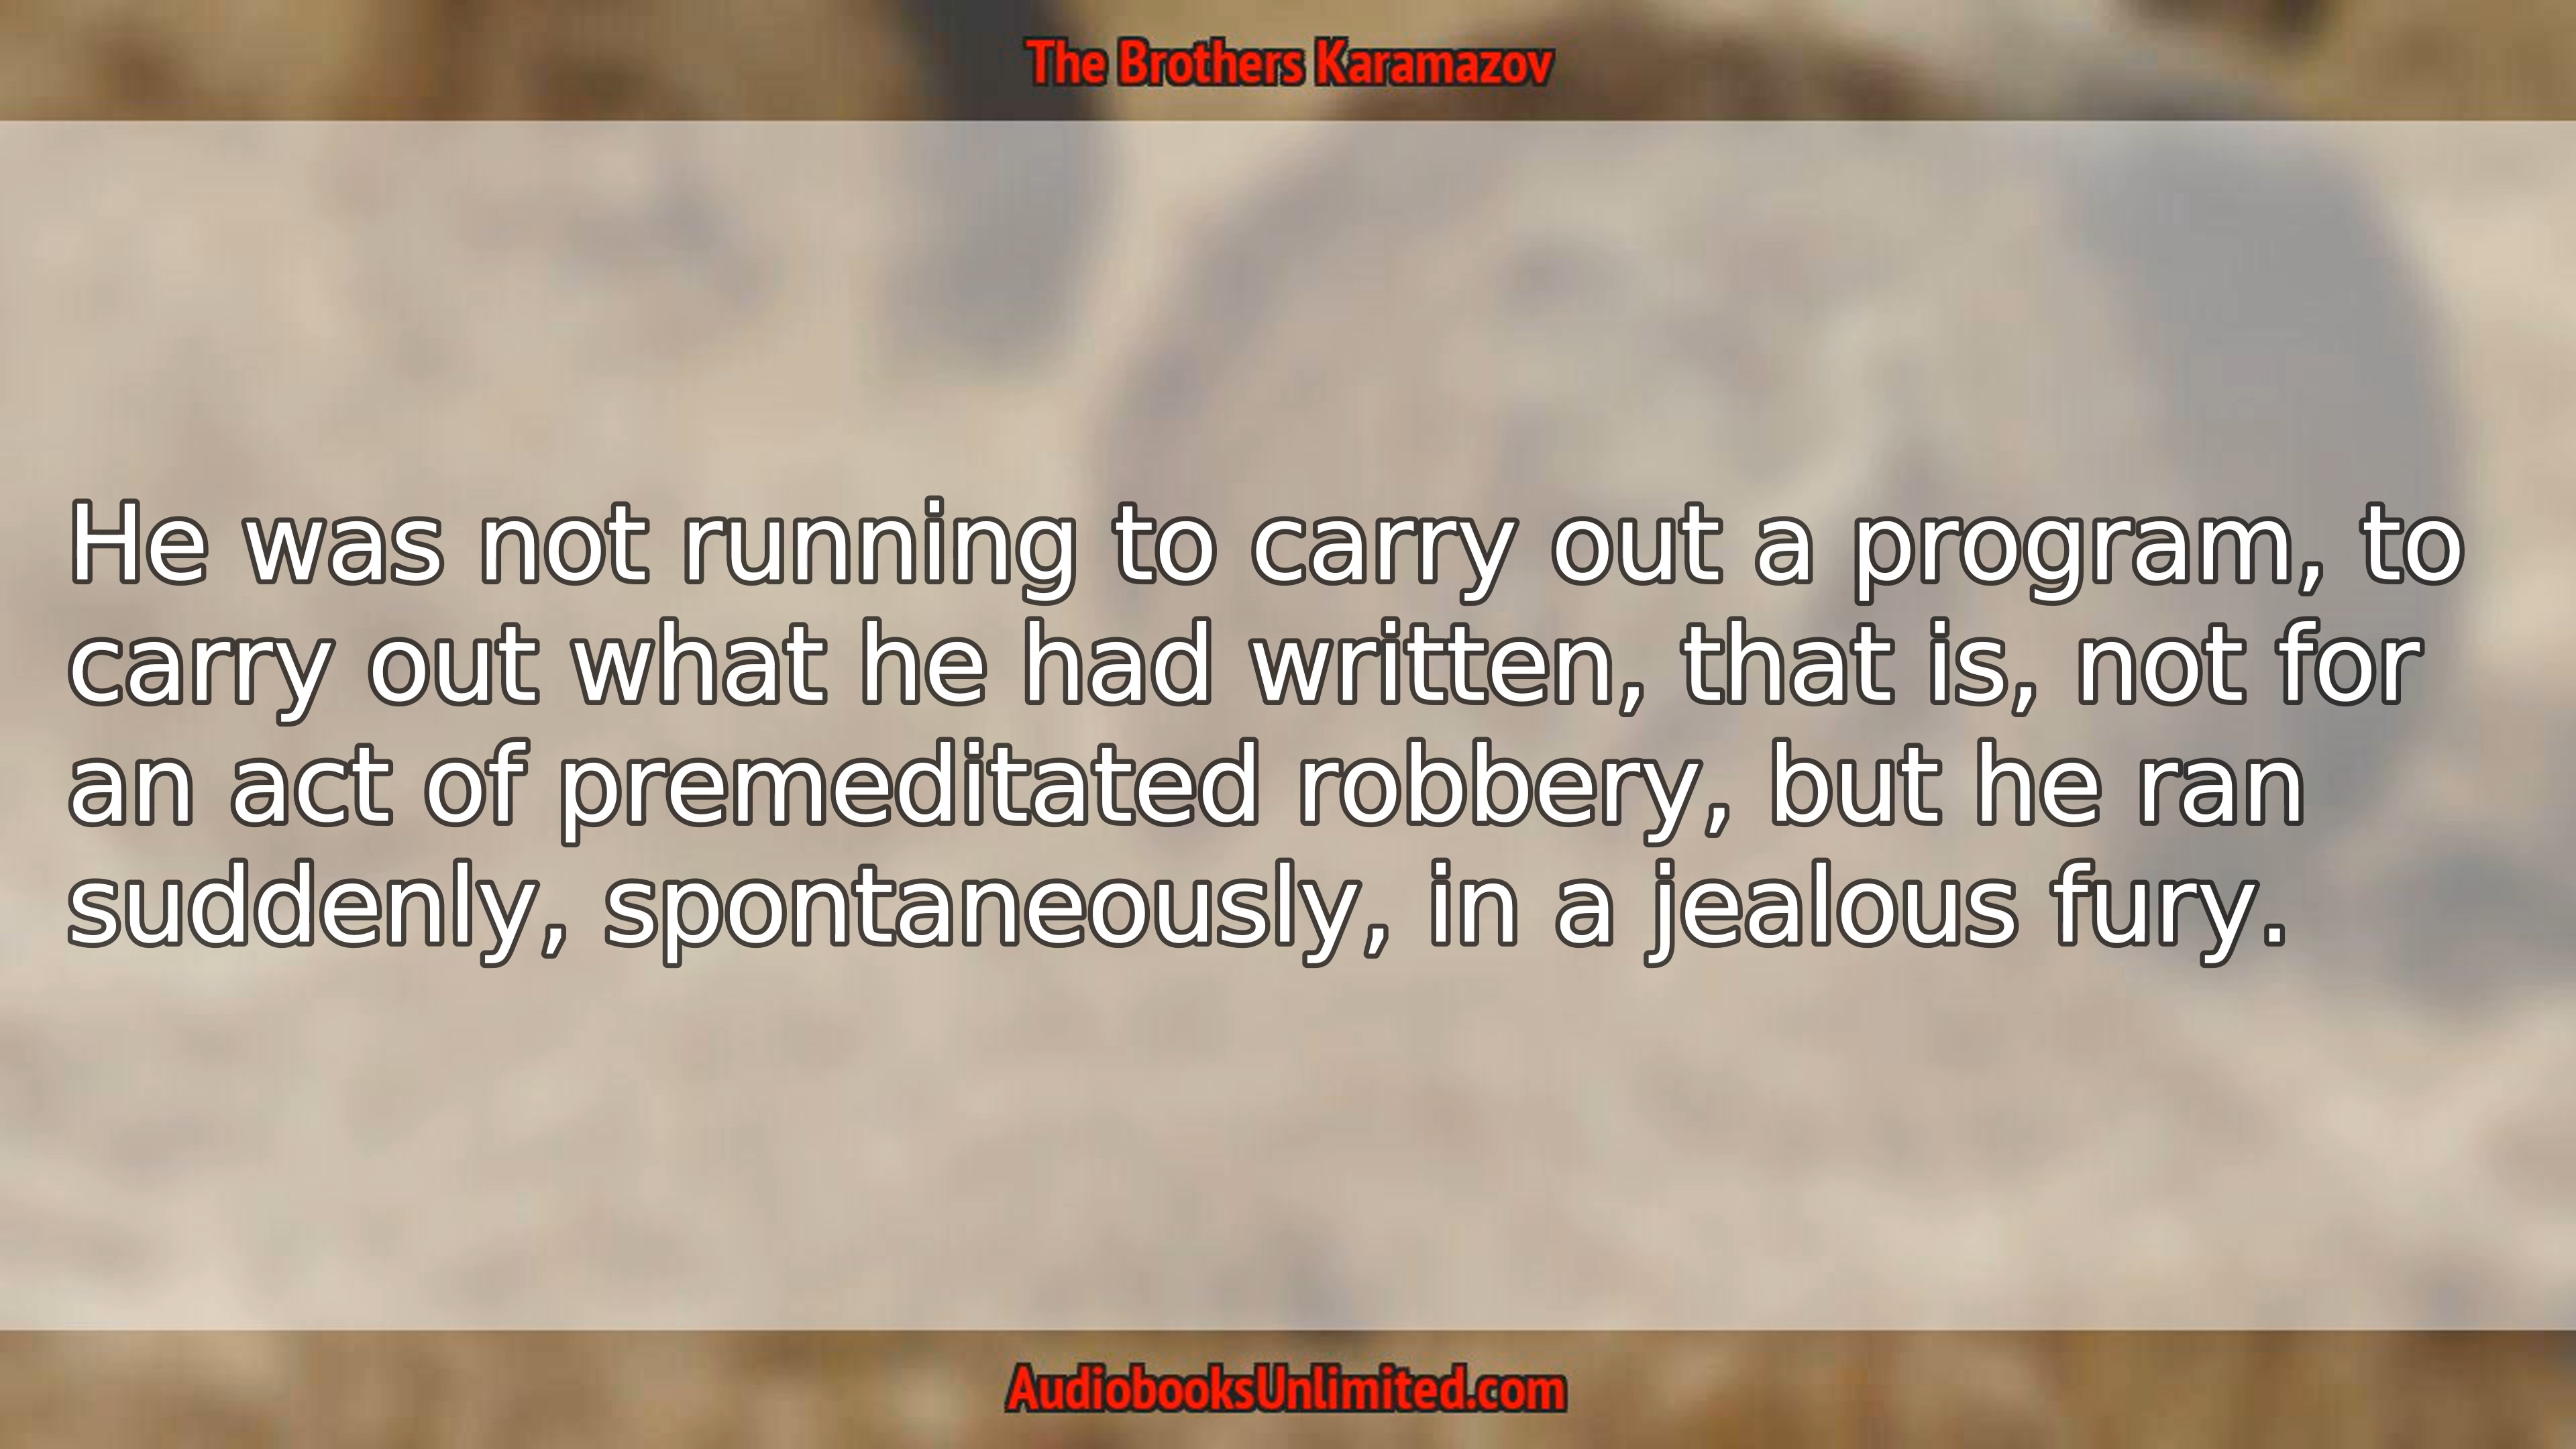 The Brothers Karamazov
He was not running to carry out a program, to
carry out what he had written, that is, not for
an act of premeditated robbery, but he ran
suddenly, spontaneously, in a jealous fury.
AudiobooksUnlimited.com